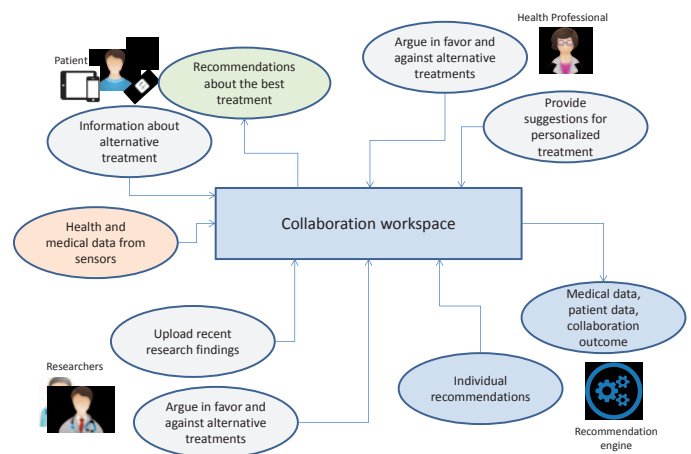 Patient
Recommendations
about the best
treatment
Argue in favor and
against alternative
treatments
Health Professional
Information about
alternative
treatment
Provide
suggestions for
personalized
treatment
Health and
medical data from
sensors
Collaboration workspace
Upload recent
research findings
Medical data,
patient data,
collaboration
outcome
Researchers
Argue in favor and
against alternative
treatments
Individual
recommendations
Recommendation
engine